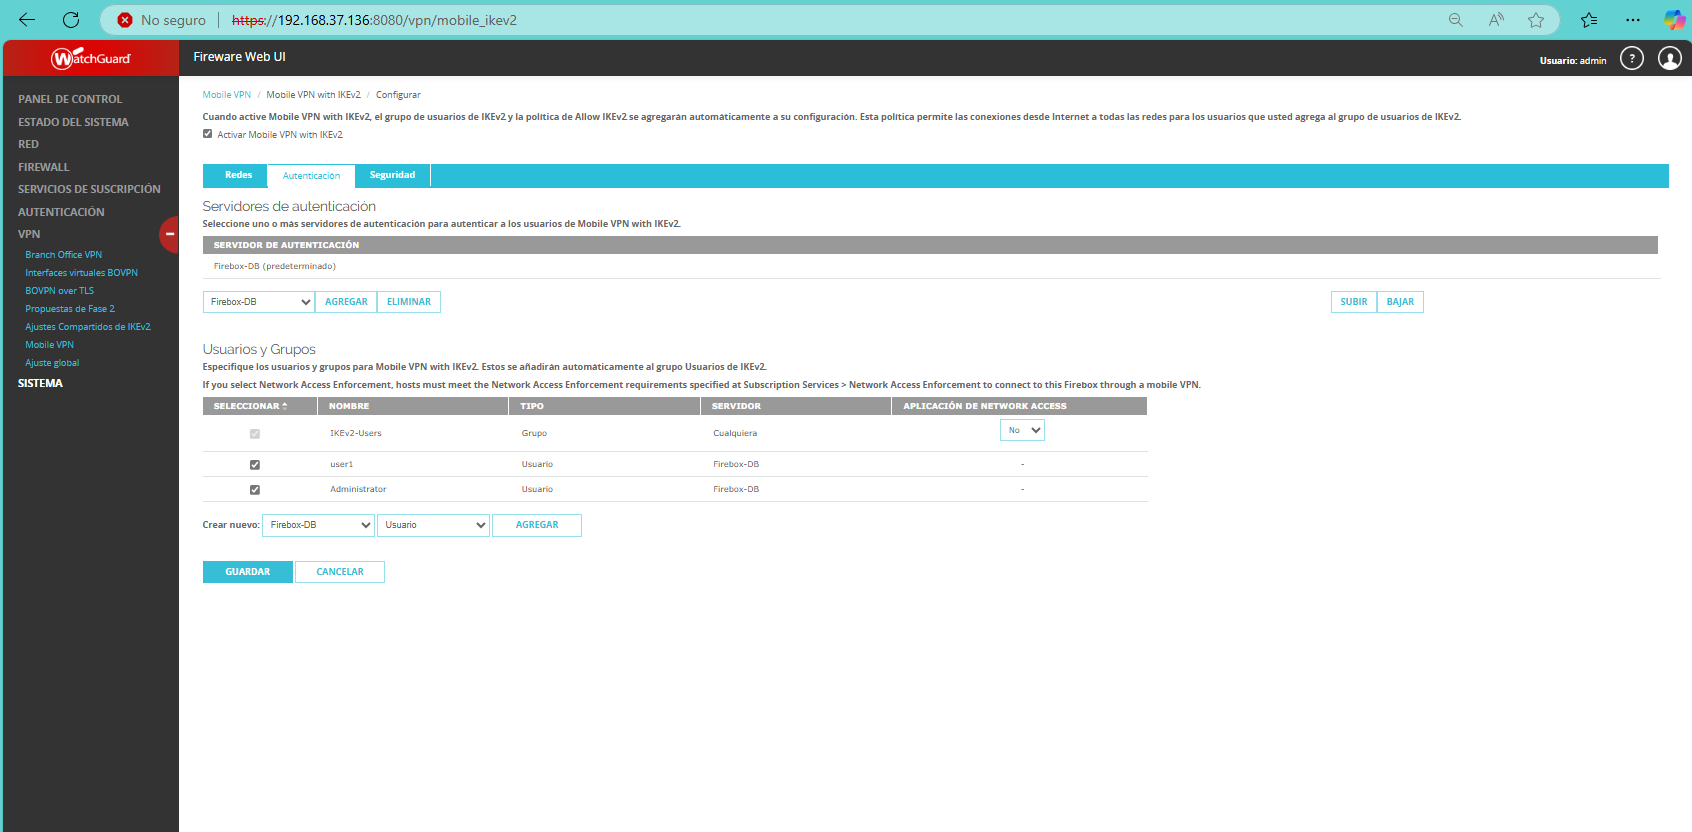 No seguro
https://192.168.37.136:8080/vpn/mobile_ikev2
WatchGuard
Fireware Web UI
Usuario: admin
?
PANEL DE CONTROL
ESTADO DEL SISTEMA
RED
FIREWALL
SERVICIOS DE SUSCRIPCIÓN
AUTENTICACIÓN
VPN
Branch Office VPN
Interfaces virtuales BOVPN
BOVPN over TLS
Propuestas de Fase 2
Ajustes Compartidos de IKEv2
Mobile VPN
Ajuste global
SISTEMA
Mobile VPN / Mobile VPN with IKEv2 / Configurar
Cuando active Mobile VPN with IKEv2, el grupo de usuarios de IKEv2 y la política de Allow IKEv2 se agregarán automáticamente a su configuración. Esta política permite las conexiones desde Internet a todas las redes para los usuarios que usted agrega al grupo de usuarios de IKEv2.
Activar Mobile VPN with IKEv2
Redes Autenticación Seguridad
Servidores de autenticación
Seleccione uno o más servidores de autenticación para autenticar a los usuarios de Mobile VPN with IKEv2.
SERVIDOR DE AUTENTICACIÓN
Firebox-DB (predeterminado)
Firebox-DB AGREGAR ELIMINAR SUBIR BAJAR
Usuarios y Grupos
Especifique los usuarios y grupos para Mobile VPN with IKEv2. Estos se añadirán automáticamente al grupo Usuarios de IKEv2.
If you select Network Access Enforcement, hosts must meet the Network Access Enforcement requirements specified at Subscription Services > Network Access Enforcement to connect to this Firebox through a mobile VPN.
SELECCIONAR NOMBRE TIPO SERVIDOR APLICACIÓN DE NETWORK ACCESS
IKEv2-Users Grupo Cualquiera No
user1 Usuario Firebox-DB -
Administrator Usuario Firebox-DB -
Crear nuevo: Firebox-DB Usuario AGREGAR
GUARDAR CANCELAR